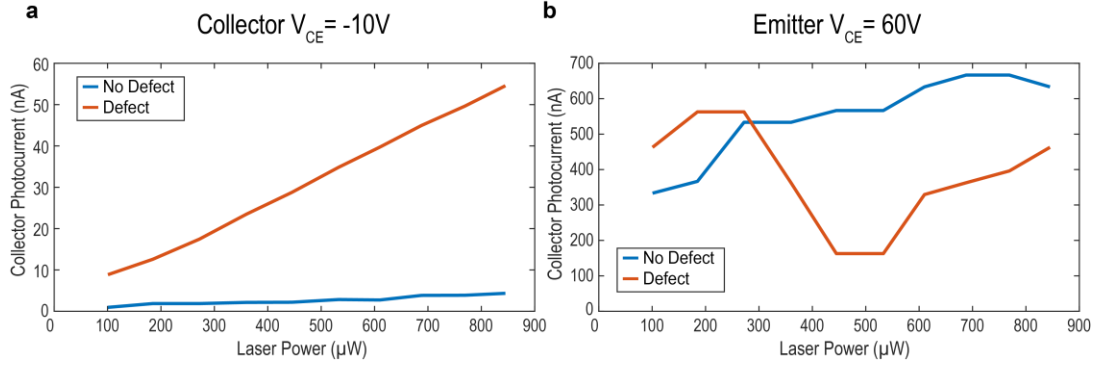 a
Collector V_CE= -10V
60
50
40
30
20
10
0
Collector Photocurrent (nA)
No Defect
Defect
0 100 200 300 400 500 600 700 800 900
Laser Power (µW)
b
Emitter V_CE= 60V
700
600
500
400
300
200
100
0
Collector Photocurrent (nA)
No Defect
Defect
0 100 200 300 400 500 600 700 800 900
Laser Power (µW)